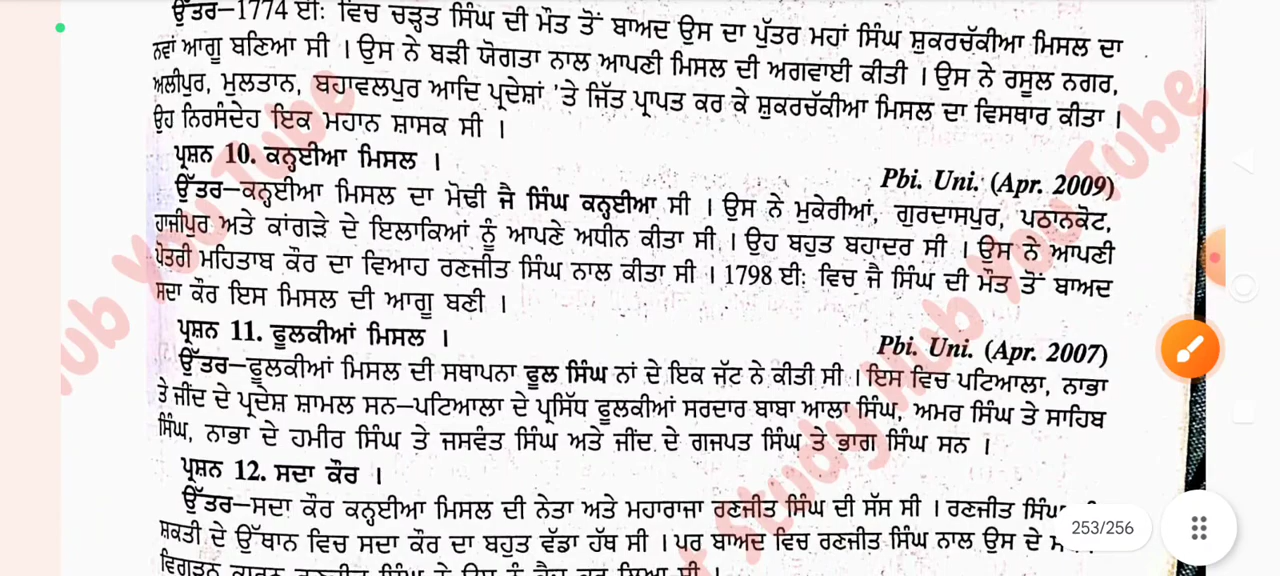 ਉੱਤਰ–1774 ਈ: ਵਿਚ ਚੜ੍ਹਤ ਸਿੰਘ ਦੀ ਮੌਤ ਤੋਂ ਬਾਅਦ ਉਸ ਦਾ ਪੁੱਤਰ ਮਹਾਂ ਸਿੰਘ ਸ਼ੁਕਰਚੱਕੀਆ ਮਿਸਲ ਦਾ
ਨਵਾਂ ਆਗੂ ਬਣਿਆ ਸੀ । ਉਸ ਨੇ ਬੜੀ ਯੋਗਤਾ ਨਾਲ ਆਪਣੀ ਮਿਸਲ ਦੀ ਅਗਵਾਈ ਕੀਤੀ । ਉਸ ਨੇ ਰਸੂਲ ਨਗਰ,
ਅਲੀਪੁਰ, ਮੁਲਤਾਨ, ਬਹਾਵਲਪੁਰ ਆਦਿ ਪ੍ਰਦੇਸ਼ਾਂ 'ਤੇ ਜਿੱਤ ਪ੍ਰਾਪਤ ਕਰ ਕੇ ਸ਼ੁਕਰਚੱਕੀਆ ਮਿਸਲ ਦਾ ਵਿਸਥਾਰ ਕੀਤਾ ।
ਉਹ ਨਿਰਸੰਦੇਹ ਇਕ ਮਹਾਨ ਸ਼ਾਸਕ ਸੀ ।
ਪ੍ਰਸ਼ਨ 10. ਕਨ੍ਹਈਆ ਮਿਸਲ ।
Pbi. Uni. (Apr. 2009)
ਉੱਤਰ–ਕਨ੍ਹਈਆ ਮਿਸਲ ਦਾ ਮੋਢੀ ਜੈ ਸਿੰਘ ਕਨ੍ਹਈਆ ਸੀ । ਉਸ ਨੇ ਮੁਕੇਰੀਆਂ, ਗੁਰਦਾਸਪੁਰ, ਪਠਾਨਕੋਟ,
ਹਾਜੀਪੁਰ ਅਤੇ ਕਾਂਗੜੇ ਦੇ ਇਲਾਕਿਆਂ ਨੂੰ ਆਪਣੇ ਅਧੀਨ ਕੀਤਾ ਸੀ । ਉਹ ਬਹੁਤ ਬਹਾਦਰ ਸੀ । ਉਸ ਨੇ ਆਪਣੀ
ਪੋਤਰੀ ਮਹਿਤਾਬ ਕੌਰ ਦਾ ਵਿਆਹ ਰਣਜੀਤ ਸਿੰਘ ਨਾਲ ਕੀਤਾ ਸੀ । 1798 ਈ: ਵਿਚ ਜੈ ਸਿੰਘ ਦੀ ਮੌਤ ਤੋਂ ਬਾਅਦ
ਸਦਾ ਕੌਰ ਇਸ ਮਿਸਲ ਦੀ ਆਗੂ ਬਣੀ ।
ਪ੍ਰਸ਼ਨ 11. ਫੂਲਕੀਆਂ ਮਿਸਲ ।
Pbi. Uni. (Apr. 2007)
ਉੱਤਰ–ਫੂਲਕੀਆਂ ਮਿਸਲ ਦੀ ਸਥਾਪਨਾ ਫੂਲ ਸਿੰਘ ਨਾਂ ਦੇ ਇਕ ਜੱਟ ਨੇ ਕੀਤੀ ਸੀ । ਇਸ ਵਿਚ ਪਟਿਆਲਾ, ਨਾਭਾ
ਤੇ ਜੀਂਦ ਦੇ ਪ੍ਰਦੇਸ਼ ਸ਼ਾਮਲ ਸਨ–ਪਟਿਆਲਾ ਦੇ ਪ੍ਰਸਿੱਧ ਫੂਲਕੀਆਂ ਸਰਦਾਰ ਬਾਬਾ ਆਲਾ ਸਿੰਘ, ਅਮਰ ਸਿੰਘ ਤੇ ਸਾਹਿਬ
ਸਿੰਘ, ਨਾਭਾ ਦੇ ਹਮੀਰ ਸਿੰਘ ਤੇ ਜਸਵੰਤ ਸਿੰਘ ਅਤੇ ਜੀਂਦ ਦੇ ਗਜਪਤ ਸਿੰਘ ਤੇ ਭਾਗ ਸਿੰਘ ਸਨ ।
ਪ੍ਰਸ਼ਨ 12. ਸਦਾ ਕੌਰ ।
ਉੱਤਰ–ਸਦਾ ਕੌਰ ਕਨ੍ਹਈਆ ਮਿਸਲ ਦੀ ਨੇਤਾ ਅਤੇ ਮਹਾਰਾਜਾ ਰਣਜੀਤ ਸਿੰਘ ਦੀ ਸੱਸ ਸੀ । ਰਣਜੀਤ ਸਿੰਘ
ਸ਼ਕਤੀ ਦੇ ਉੱਥਾਨ ਵਿਚ ਸਦਾ ਕੌਰ ਦਾ ਬਹੁਤ ਵੱਡਾ ਹੱਥ ਸੀ । ਪਰ ਬਾਅਦ ਵਿਚ ਰਣਜੀਤ ਸਿੰਘ ਨਾਲ ਉਸ ਦੇ
253/256